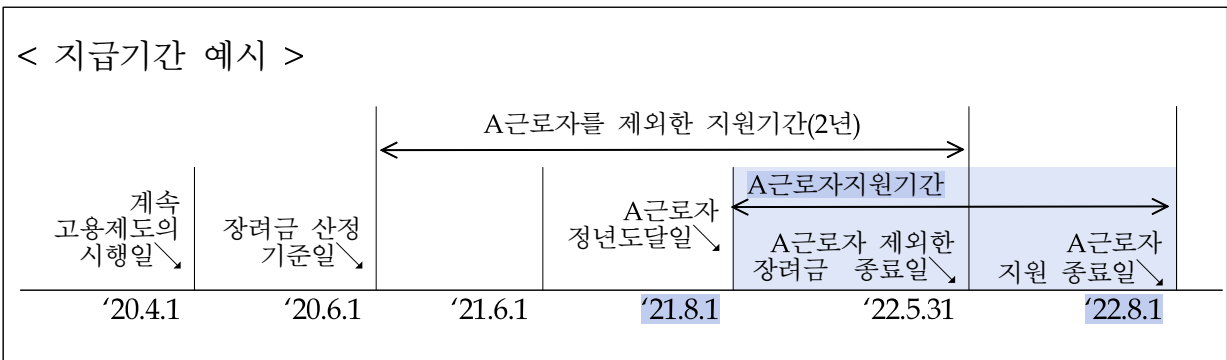 < 지급기간 예시 >
A근로자를 제외한 지원기간(2년)
계속
고용제도의
시행일↘
장려금 산정
기준일↘
A근로자
정년도달일↘
A근로자지원기간
A근로자 제외한
장려금 종료일↘
A근로자
지원 종료일↘
‘20.4.1 ‘20.6.1 ‘21.6.1 ‘21.8.1 ‘22.5.31 ‘22.8.1